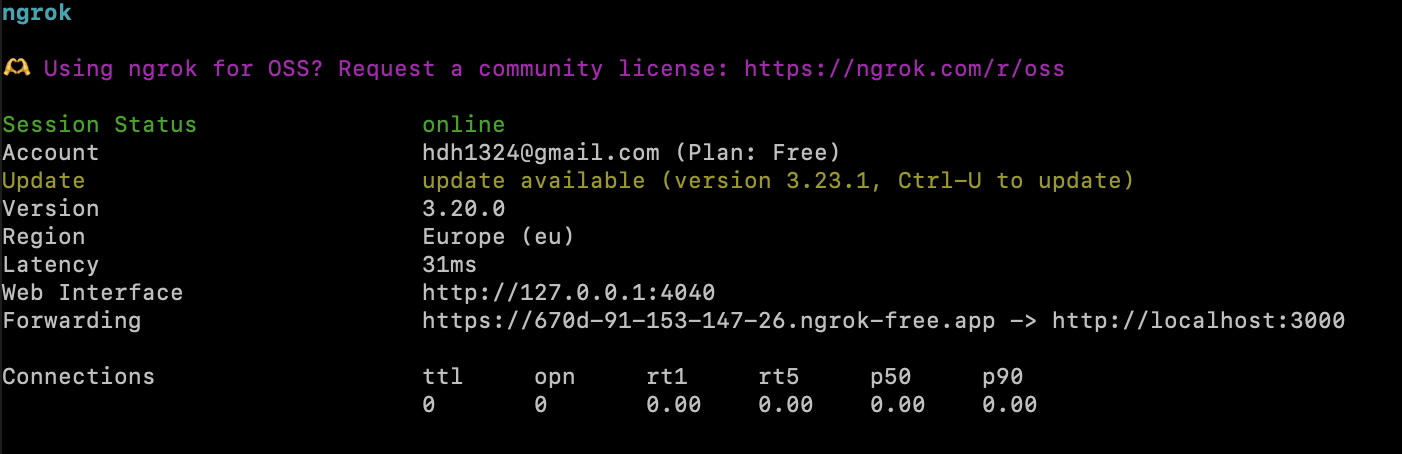 ngrok
🫶 Using ngrok for OSS? Request a community license: https://ngrok.com/r/oss
Session Status online
Account hdh1324@gmail.com (Plan: Free)
Update update available (version 3.23.1, Ctrl-U to update)
Version 3.20.0
Region Europe (eu)
Latency 31ms
Web Interface http://127.0.0.1:4040
Forwarding https://670d-91-153-147-26.ngrok-free.app -> http://localhost:3000
Connections ttl opn rt1 rt5 p50 p90
0 0 0.00 0.00 0.00 0.00